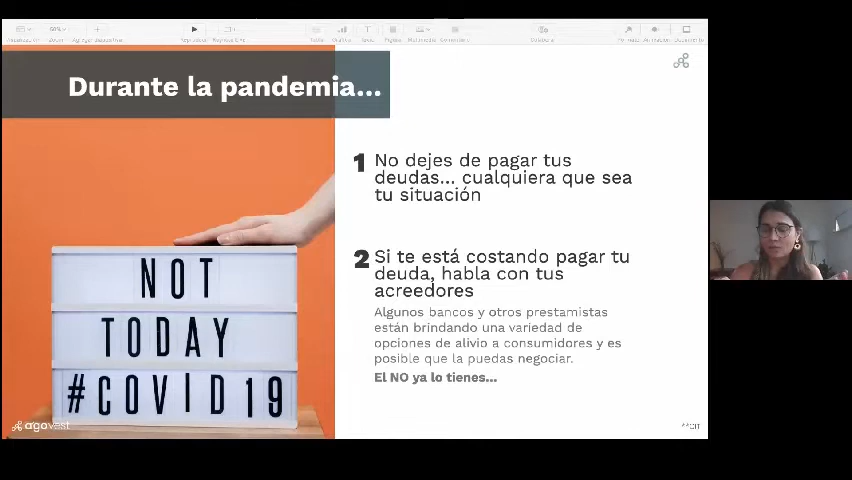 60%
Durante la pandemia...
1 No dejes de pagar tus
deudas... cualquiera que sea
tu situación
2 Si te está costando pagar tu
deuda, habla con tus
acreedores
Algunos bancos y otros prestamistas
están brindando una variedad de
opciones de alivio a consumidores y es
posible que la puedas negociar.
El NO ya lo tienes...
NOT
TODAY
#COVID19
agovest